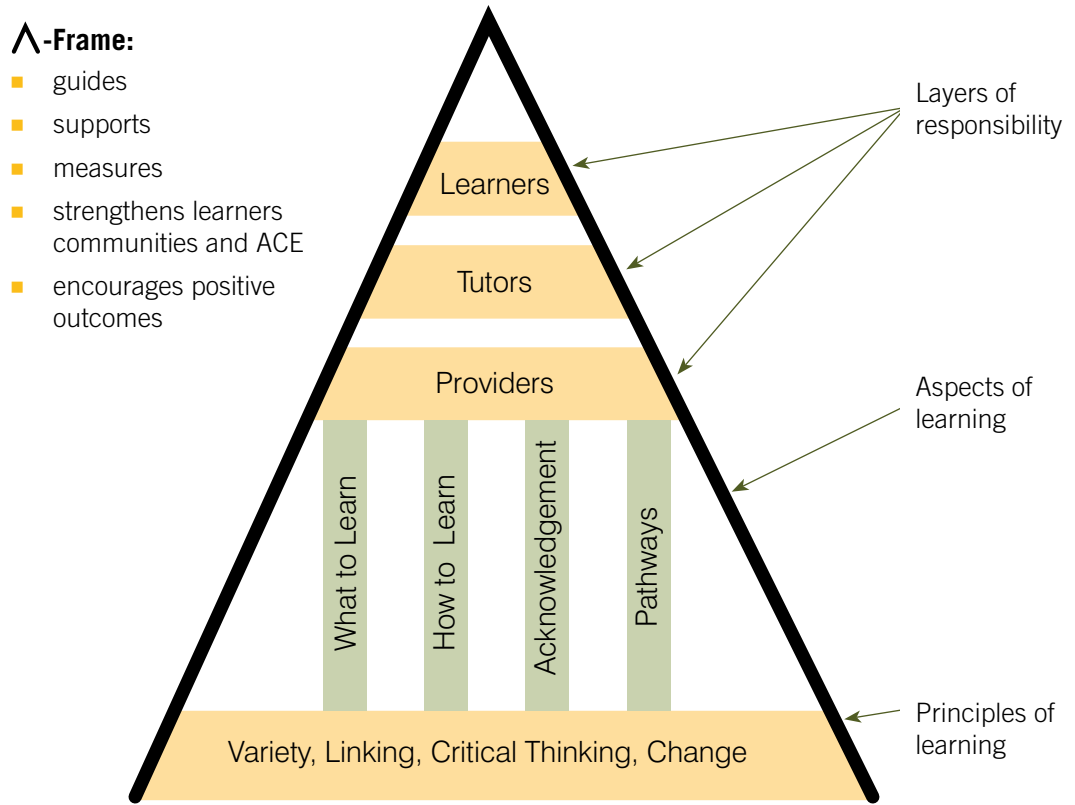 Λ-Frame:
guides
supports
measures
strengthens learners
communities and ACE
encourages positive
outcomes
Learners
Tutors
Providers
What to Learn
How to Learn
Acknowledgement
Pathways
Variety, Linking, Critical Thinking, Change
Layers of
responsibility
Aspects of
learning
Principles of
learning